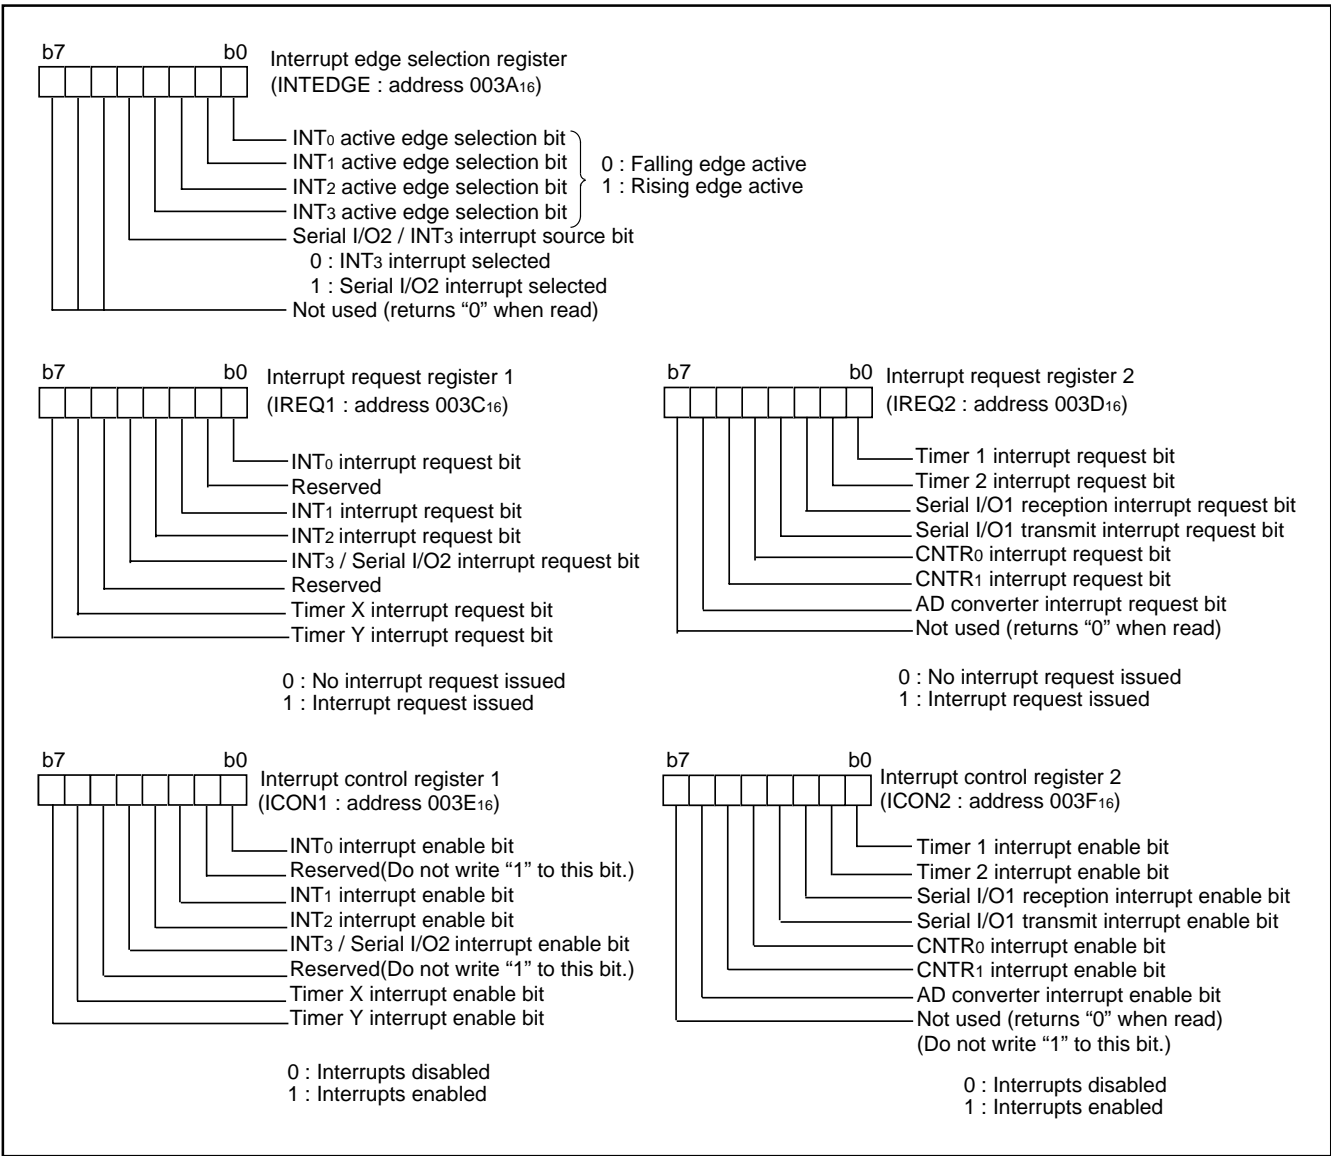 b7 b0 Interrupt edge selection register
(INTEDGE : address 003A16)
INT0 active edge selection bit
INT1 active edge selection bit
INT2 active edge selection bit
INT3 active edge selection bit
0 : Falling edge active
1 : Rising edge active
Serial I/O2 / INT3 interrupt source bit
0 : INT3 interrupt selected
1 : Serial I/O2 interrupt selected
Not used (returns “0” when read)
b7 b0 Interrupt request register 1
(IREQ1 : address 003C16)
INT0 interrupt request bit
Reserved
INT1 interrupt request bit
INT2 interrupt request bit
INT3 / Serial I/O2 interrupt request bit
Reserved
Timer X interrupt request bit
Timer Y interrupt request bit
0 : No interrupt request issued
1 : Interrupt request issued
b7 b0 Interrupt request register 2
(IREQ2 : address 003D16)
Timer 1 interrupt request bit
Timer 2 interrupt request bit
Serial I/O1 reception interrupt request bit
Serial I/O1 transmit interrupt request bit
CNTR0 interrupt request bit
CNTR1 interrupt request bit
AD converter interrupt request bit
Not used (returns “0” when read)
0 : No interrupt request issued
1 : Interrupt request issued
b7 b0 Interrupt control register 1
(ICON1 : address 003E16)
INT0 interrupt enable bit
Reserved(Do not write “1” to this bit.)
INT1 interrupt enable bit
INT2 interrupt enable bit
INT3 / Serial I/O2 interrupt enable bit
Reserved(Do not write “1” to this bit.)
Timer X interrupt enable bit
Timer Y interrupt enable bit
0 : Interrupts disabled
1 : Interrupts enabled
b7 b0 Interrupt control register 2
(ICON2 : address 003F16)
Timer 1 interrupt enable bit
Timer 2 interrupt enable bit
Serial I/O1 reception interrupt enable bit
Serial I/O1 transmit interrupt enable bit
CNTR0 interrupt enable bit
CNTR1 interrupt enable bit
AD converter interrupt enable bit
Not used (returns “0” when read)
(Do not write “1” to this bit.)
0 : Interrupts disabled
1 : Interrupts enabled